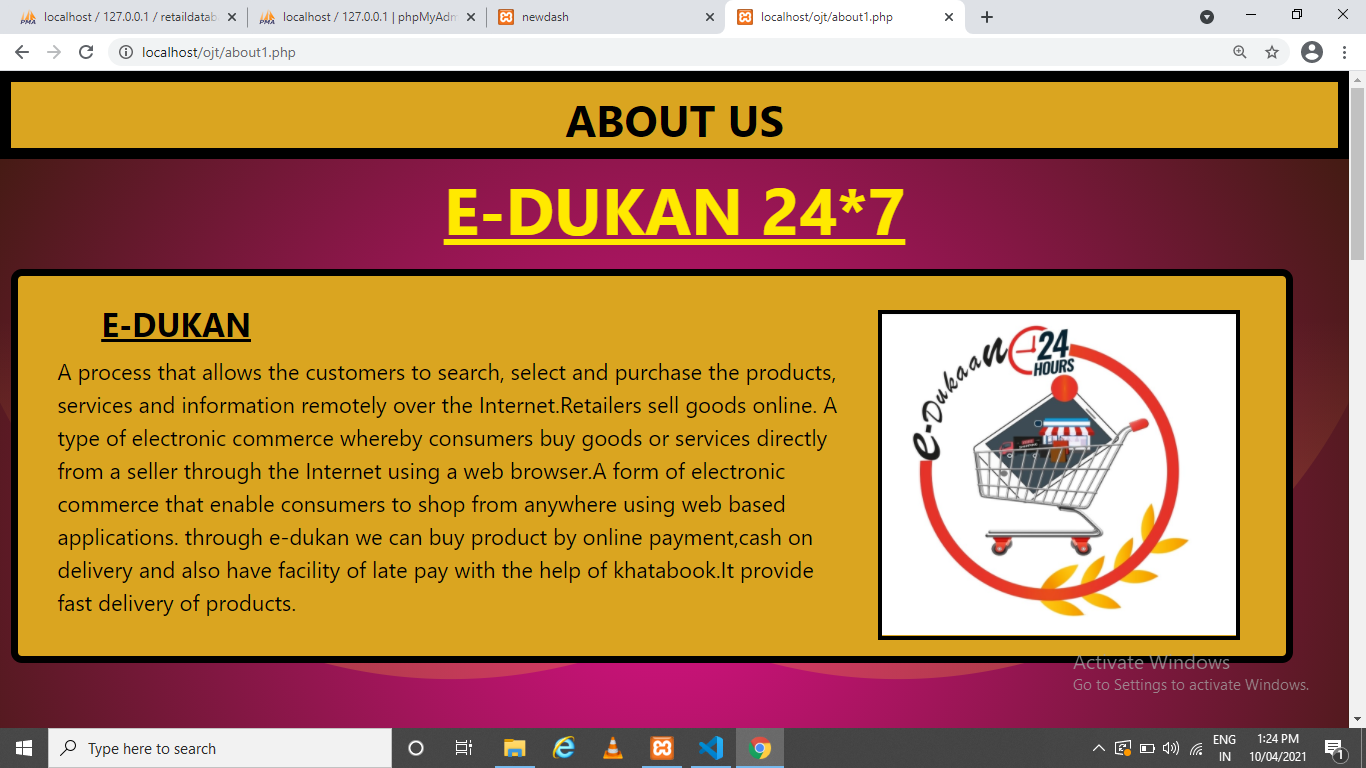 localhost / 127.0.0.1 / retaildatab
localhost / 127.0.0.1 | phpMyAdm
newdash
localhost/ojt/about1.php
localhost/ojt/about1.php
ABOUT US
E-DUKAN 24*7
E-DUKAN
A process that allows the customers to search, select and purchase the products,
services and information remotely over the Internet.Retailers sell goods online. A
type of electronic commerce whereby consumers buy goods or services directly
from a seller through the Internet using a web browser.A form of electronic
commerce that enable consumers to shop from anywhere using web based
applications. through e-dukan we can buy product by online payment,cash on
delivery and also have facility of late pay with the help of khatabook.It provide
fast delivery of products.
E-Dukaan
24
HOURS
Activate Windows
Go to Settings to activate Windows.
Type here to search
ENG
IN
1:24 PM
10/04/2021
1